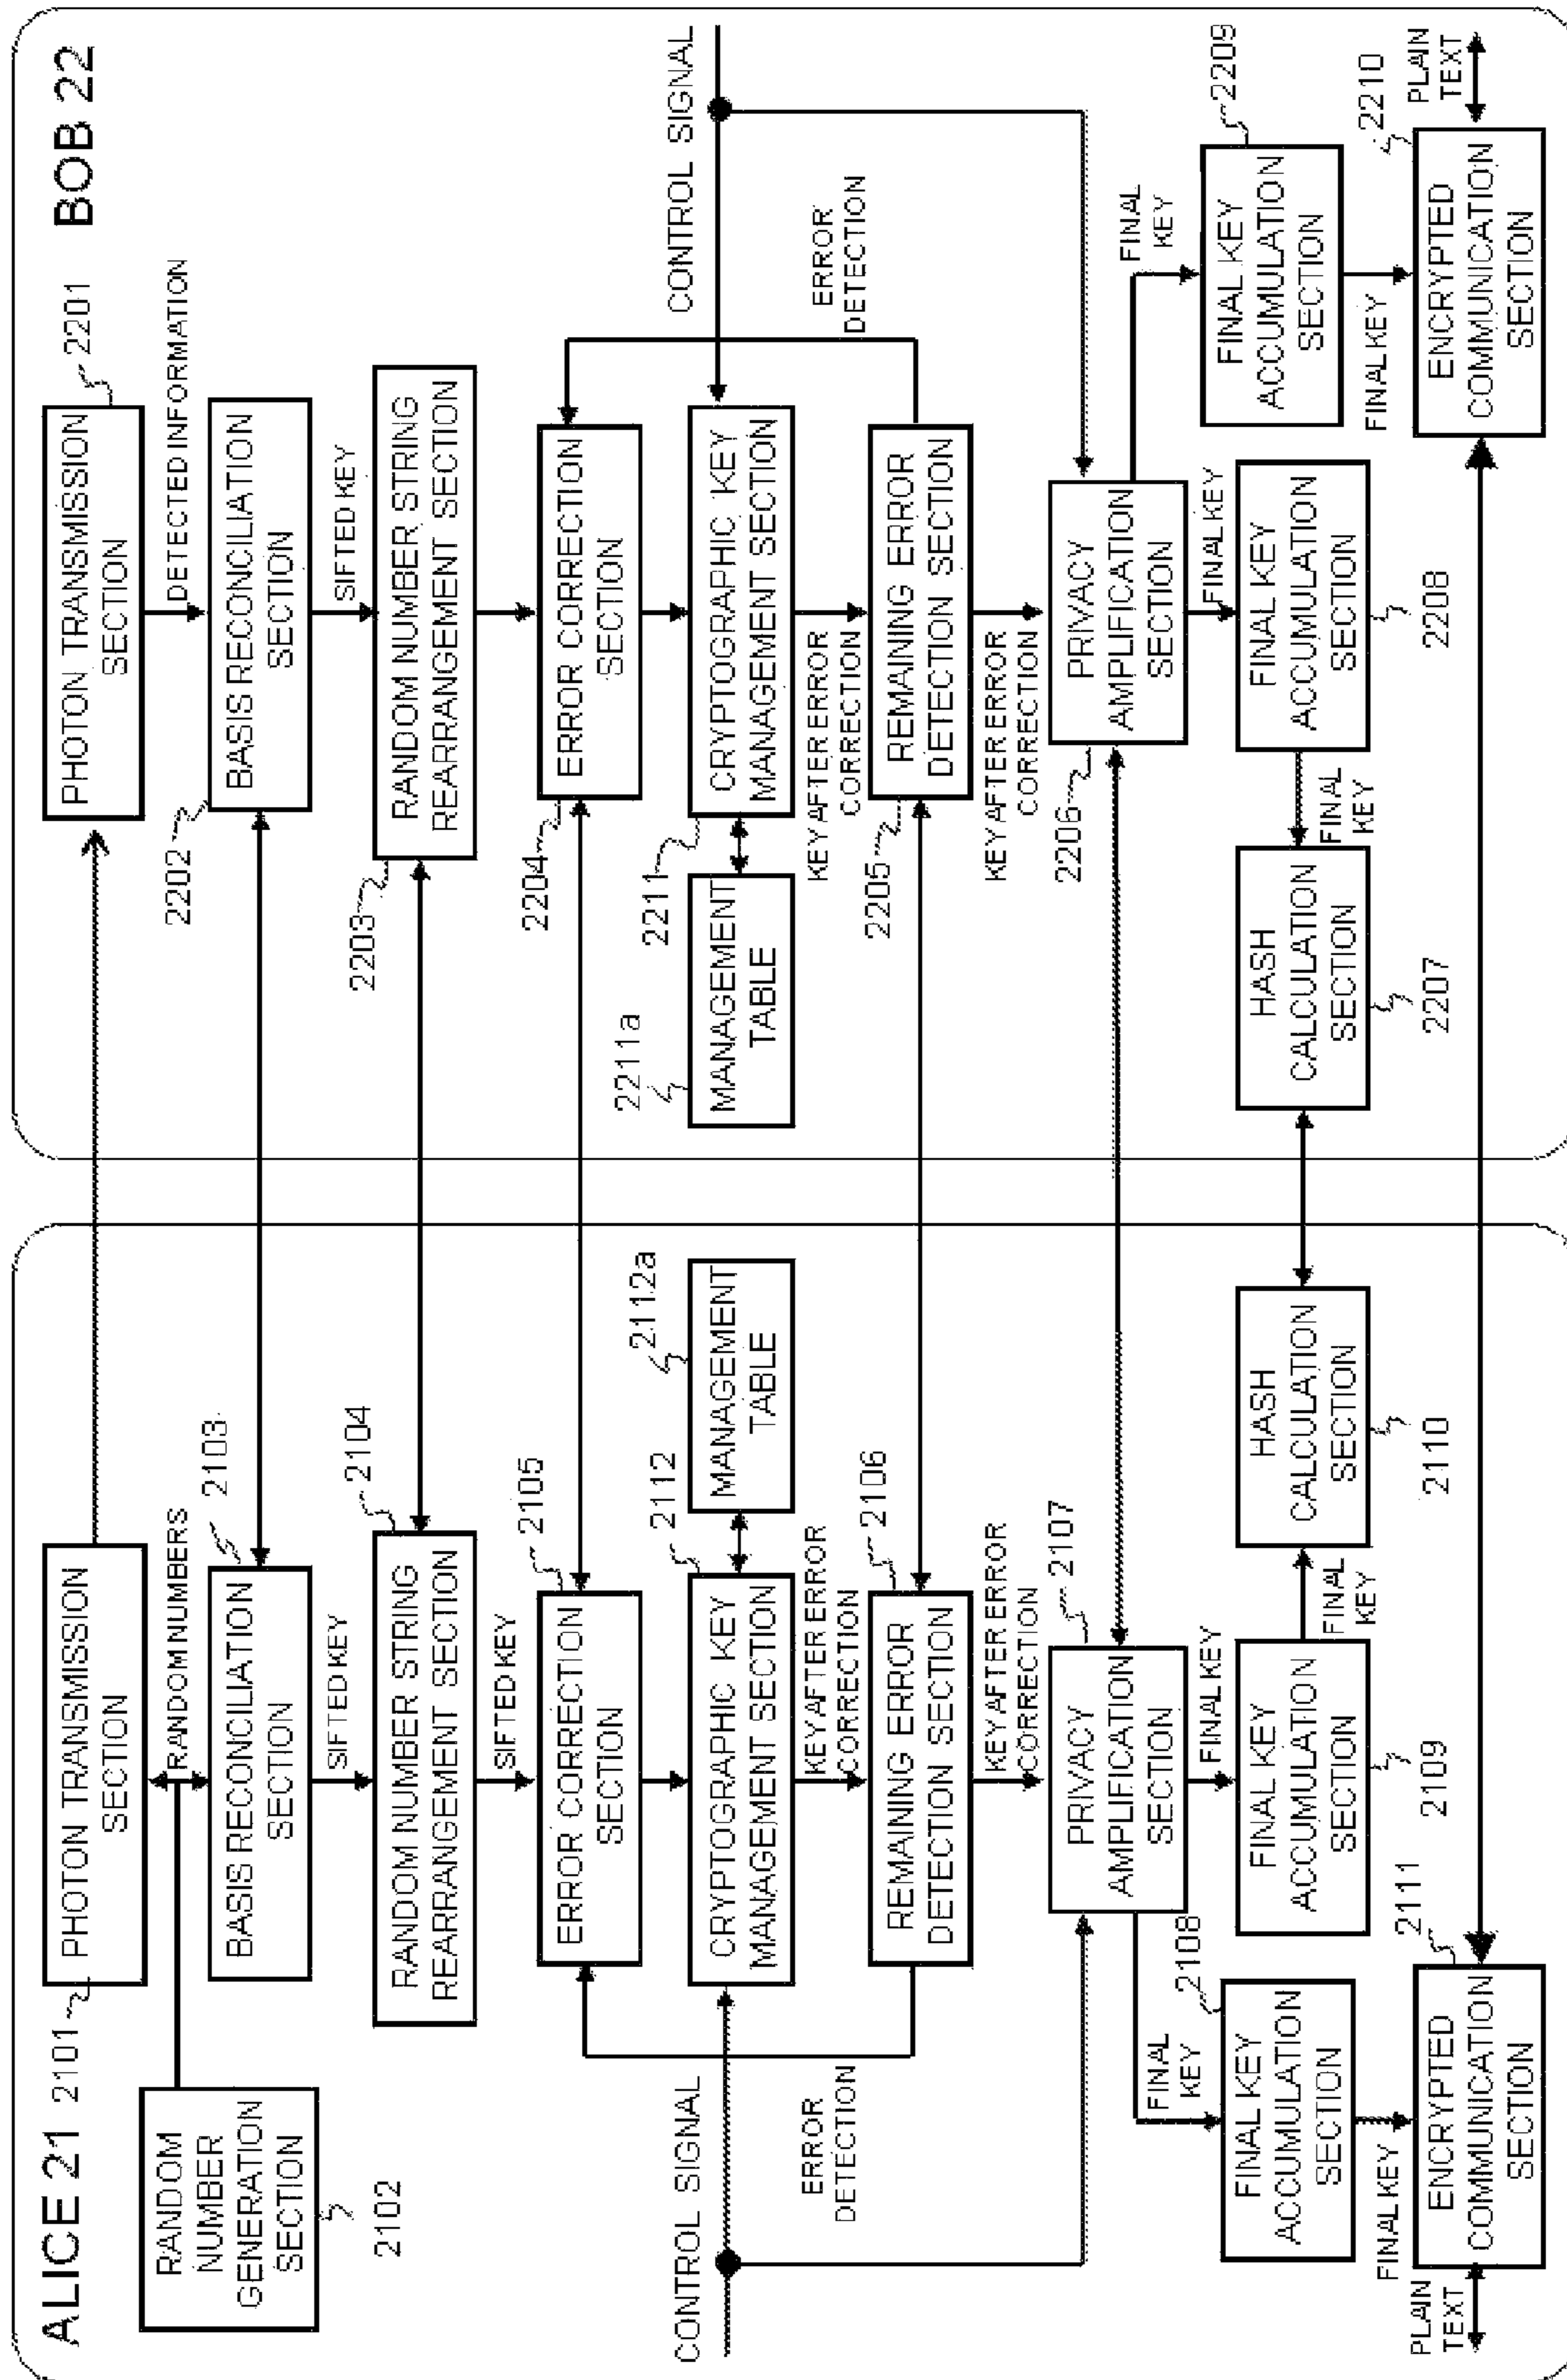 ALICE 21
2101
PHOTON TRANSMISSION
SECTION
RANDOM
NUMBER
GENERATION
SECTION
2102
RANDOM NUMBERS
2103
BASIS RECONCILIATION
SECTION
SIFTED KEY
2104
RANDOM NUMBER STRING
REARRANGEMENT SECTION
SIFTED KEY
2105
ERROR CORRECTION
SECTION
2112
CRYPTOGRAPHIC KEY
MANAGEMENT SECTION
2112a
MANAGEMENT
TABLE
CONTROL SIGNAL
ERROR
DETECTION
KEY AFTER ERROR
CORRECTION
2106
REMAINING ERROR
DETECTION SECTION
KEY AFTER ERROR
CORRECTION
2107
PRIVACY
AMPLIFICATION
SECTION
FINAL
KEY
2108
FINAL KEY
ACCUMULATION
SECTION
FINAL KEY
FINAL KEY
ACCUMULATION
SECTION
2109
FINAL
KEY
HASH
CALCULATION
SECTION
2110
FINAL KEY
2111
ENCRYPTED
COMMUNICATION
SECTION
PLAIN
TEXT
BOB 22
2201
PHOTON TRANSMISSION
SECTION
DETECTED INFORMATION
2202
BASIS RECONCILIATION
SECTION
SIFTED KEY
2203
RANDOM NUMBER STRING
REARRANGEMENT SECTION
2204
ERROR CORRECTION
SECTION
CONTROL SIGNAL
2211
CRYPTOGRAPHIC KEY
MANAGEMENT SECTION
2211a
MANAGEMENT
TABLE
ERROR
DETECTION
KEY AFTER ERROR
CORRECTION
2205
REMAINING ERROR
DETECTION SECTION
KEY AFTER ERROR
CORRECTION
2206
PRIVACY
AMPLIFICATION
SECTION
FINAL KEY
FINAL KEY
ACCUMULATION
SECTION
2208
FINAL
KEY
HASH
CALCULATION
SECTION
2207
FINAL
KEY
2209
FINAL KEY
ACCUMULATION
SECTION
FINAL KEY
2210
ENCRYPTED
COMMUNICATION
SECTION
PLAIN
TEXT